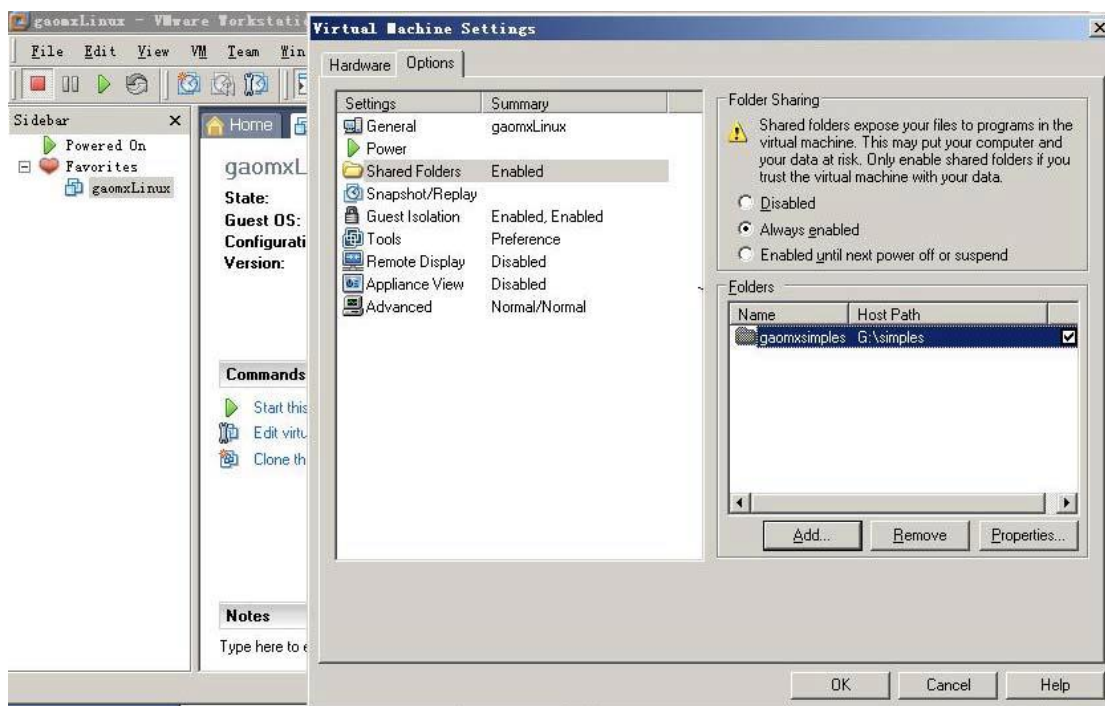 gaomxLinux - VMware Workstati
File Edit View VM Team Win
Sidebar
Powered On
Favorites
gaomxLinux
Home
gaomxL
State:
Guest OS:
Configurati
Version:
Commands
Start this
Edit virtu
Clone th
Notes
Type here to e
Virtual Machine Settings
Hardware Options
Settings Summary
General gaomxLinux
Power
Shared Folders Enabled
Snapshot/Replay
Guest Isolation Enabled, Enabled
Tools Preference
Remote Display Disabled
Appliance View Disabled
Advanced Normal/Normal
Folder Sharing
Shared folders expose your files to programs in the
virtual machine. This may put your computer and
your data at risk. Only enable shared folders if you
trust the virtual machine with your data.
Disabled
Always enabled
Enabled until next power off or suspend
Folders
Name Host Path
gaomxsimples G:\simples
Add... Remove Properties...
OK Cancel Help